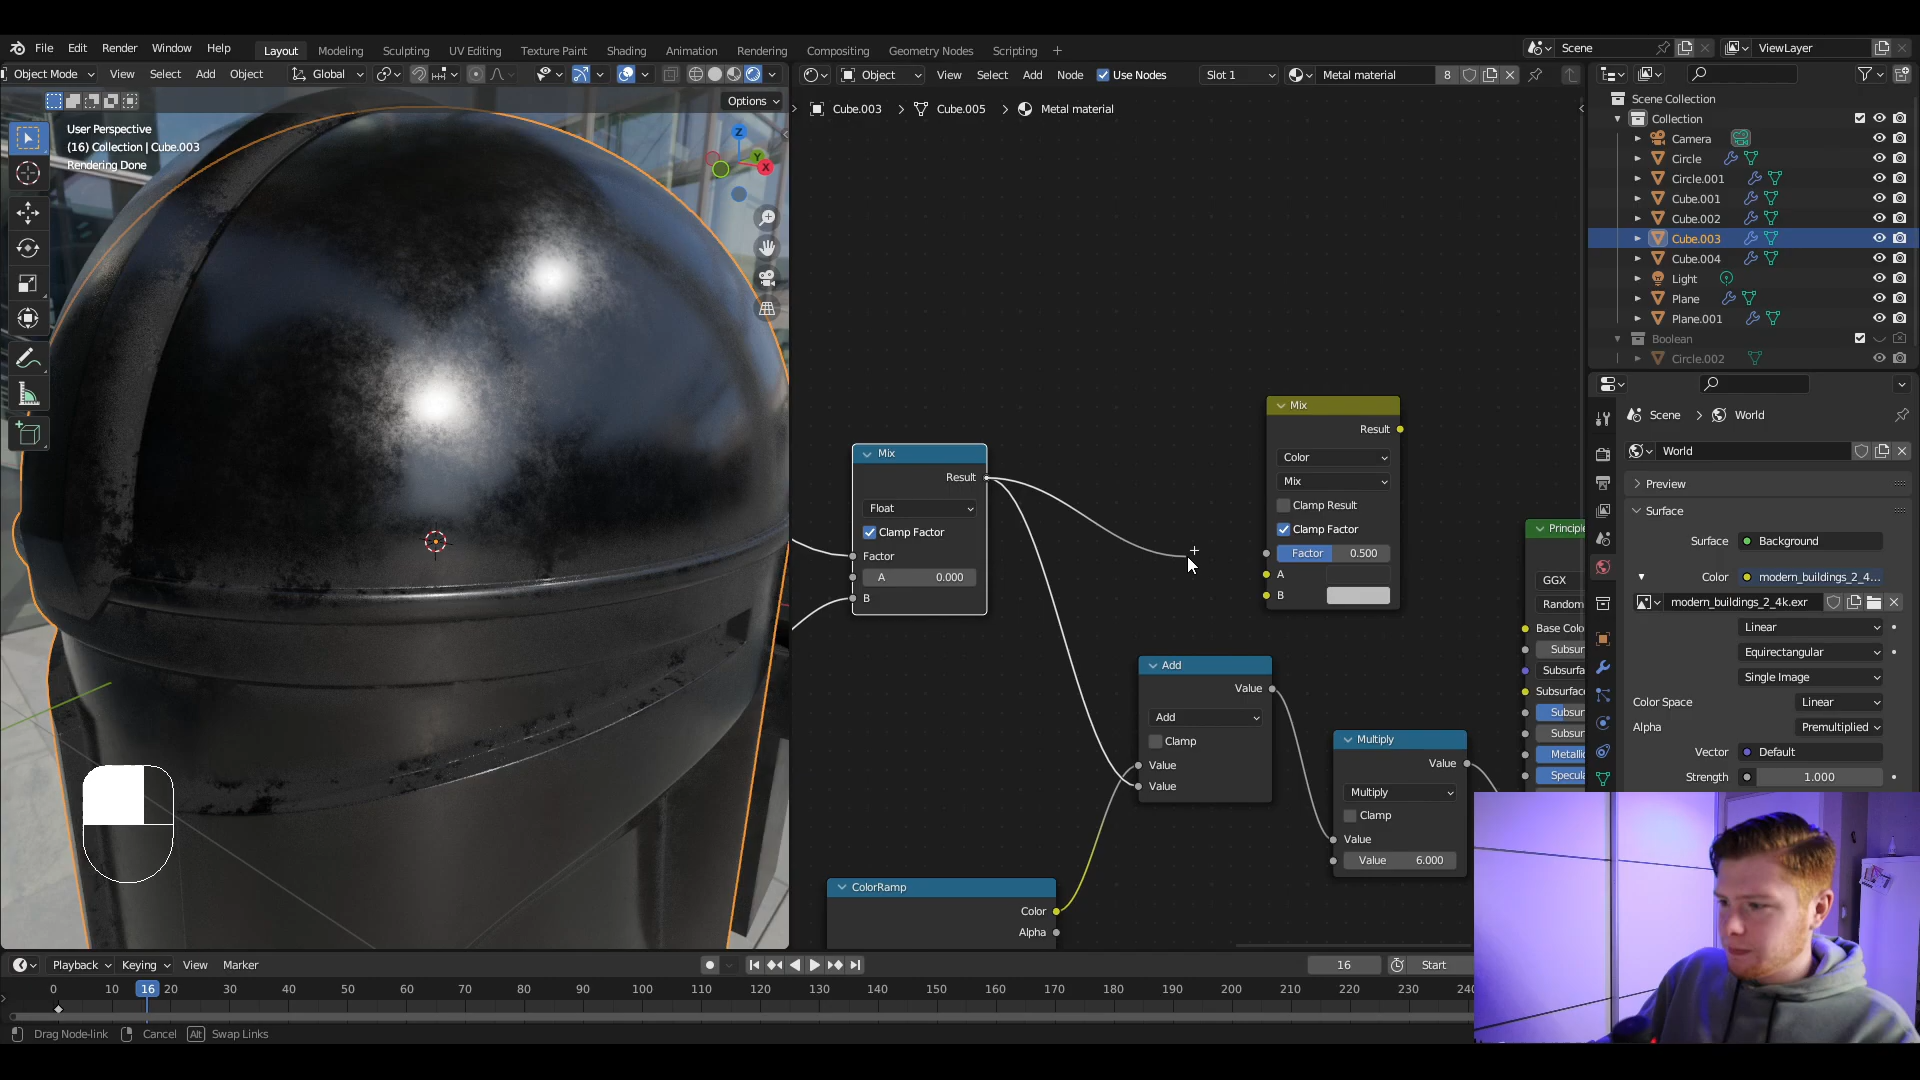 File Edit Render Window Help Layout Modeling Sculpting UV Editing Texture Paint Shading Animation Rendering Compositing Geometry Nodes Scripting + Scene ViewLayer
Object Mode View Select Add Object Global Object View Select Add Node Use Nodes Slot 1 Metal material 8
Options
Cube.003 > Cube.005 > Metal material
User Perspective
(16) Collection | Cube.003
Rendering Done
Z
Y
X
Scene Collection
Collection
Camera
Circle
Circle.001
Cube.001
Cube.002
Cube.003
Cube.004
Light
Plane
Plane.001
Boolean
Circle.002
Mix
Result
Float
Clamp Factor
Factor
A 0.000
B
Mix
Result
Color
Mix
Clamp Result
Clamp Factor
Factor 0.500
A
B
Add
Value
Add
Clamp
Value
Value
Multiply
Value
Multiply
Clamp
Value
Value 6.000
ColorRamp
Color
Alpha
Principle
GGX
Random
Base Colo
Subsur
Subsurfa
Subsurface
Subsur
Subsur
Metallic
Specula
Scene > World
World
Preview
Surface
Surface Background
Color modern_buildings_2_4...
modern_buildings_2_4k.exr
Linear
Equirectangular
Single Image
Color Space Linear
Alpha Premultiplied
Vector Default
Strength 1.000
Playback Keying View Marker 16 Start
0 10 16 20 30 40 50 60 70 80 90 100 110 120 130 140 150 160 170 180 190 200 210 220 230 24
Drag Node-link Cancel Alt Swap Links